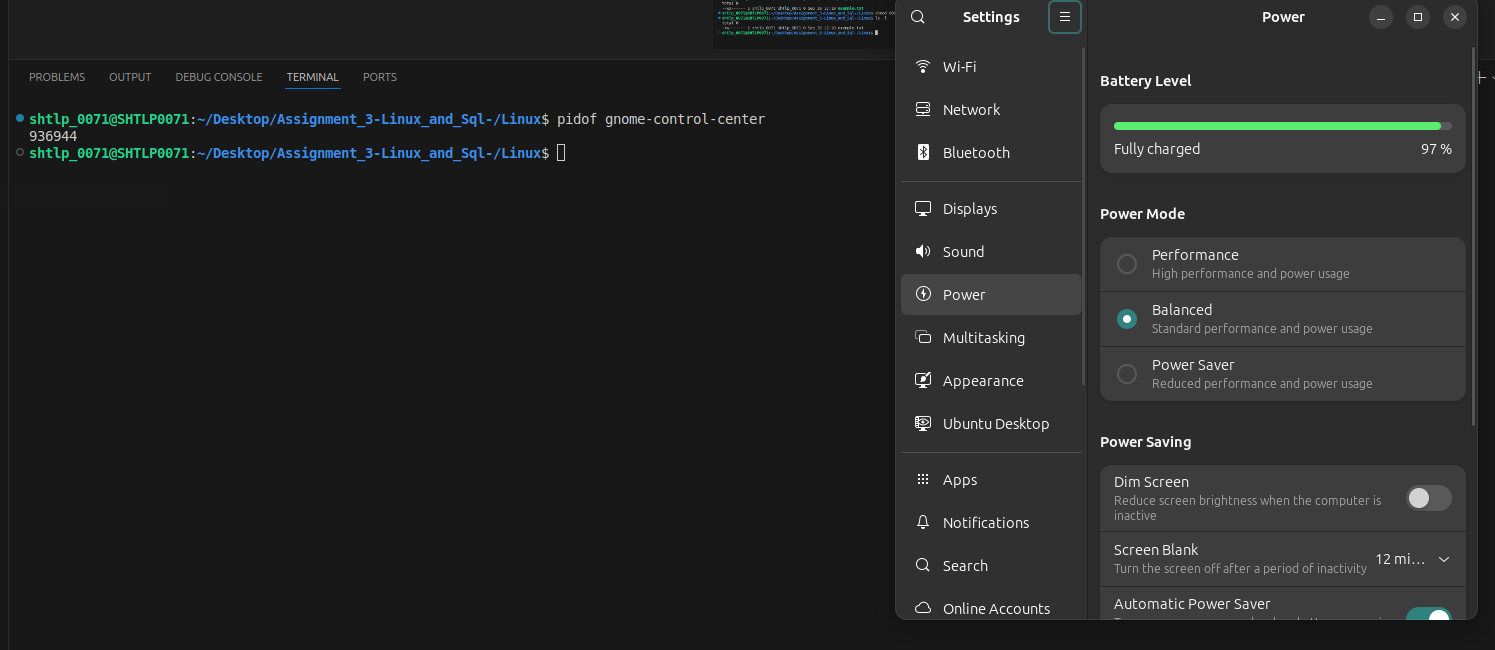 PROBLEMS OUTPUT DEBUG CONSOLE TERMINAL PORTS
shtlp_0071@SHTLP0071:~/Desktop/Assignment_3-Linux_and_Sql-/Linux$ pidof gnome-control-center
936944
shtlp_0071@SHTLP0071:~/Desktop/Assignment_3-Linux_and_Sql-/Linux$
Settings
Wi-Fi
Network
Bluetooth
Displays
Sound
Power
Multitasking
Appearance
Ubuntu Desktop
Apps
Notifications
Search
Online Accounts
Power
Battery Level
Fully charged 97 %
Power Mode
Performance
High performance and power usage
Balanced
Standard performance and power usage
Power Saver
Reduced performance and power usage
Power Saving
Dim Screen
Reduce screen brightness when the computer is
inactive
Screen Blank
12 mi...
Turn the screen off after a period of inactivity
Automatic Power Saver